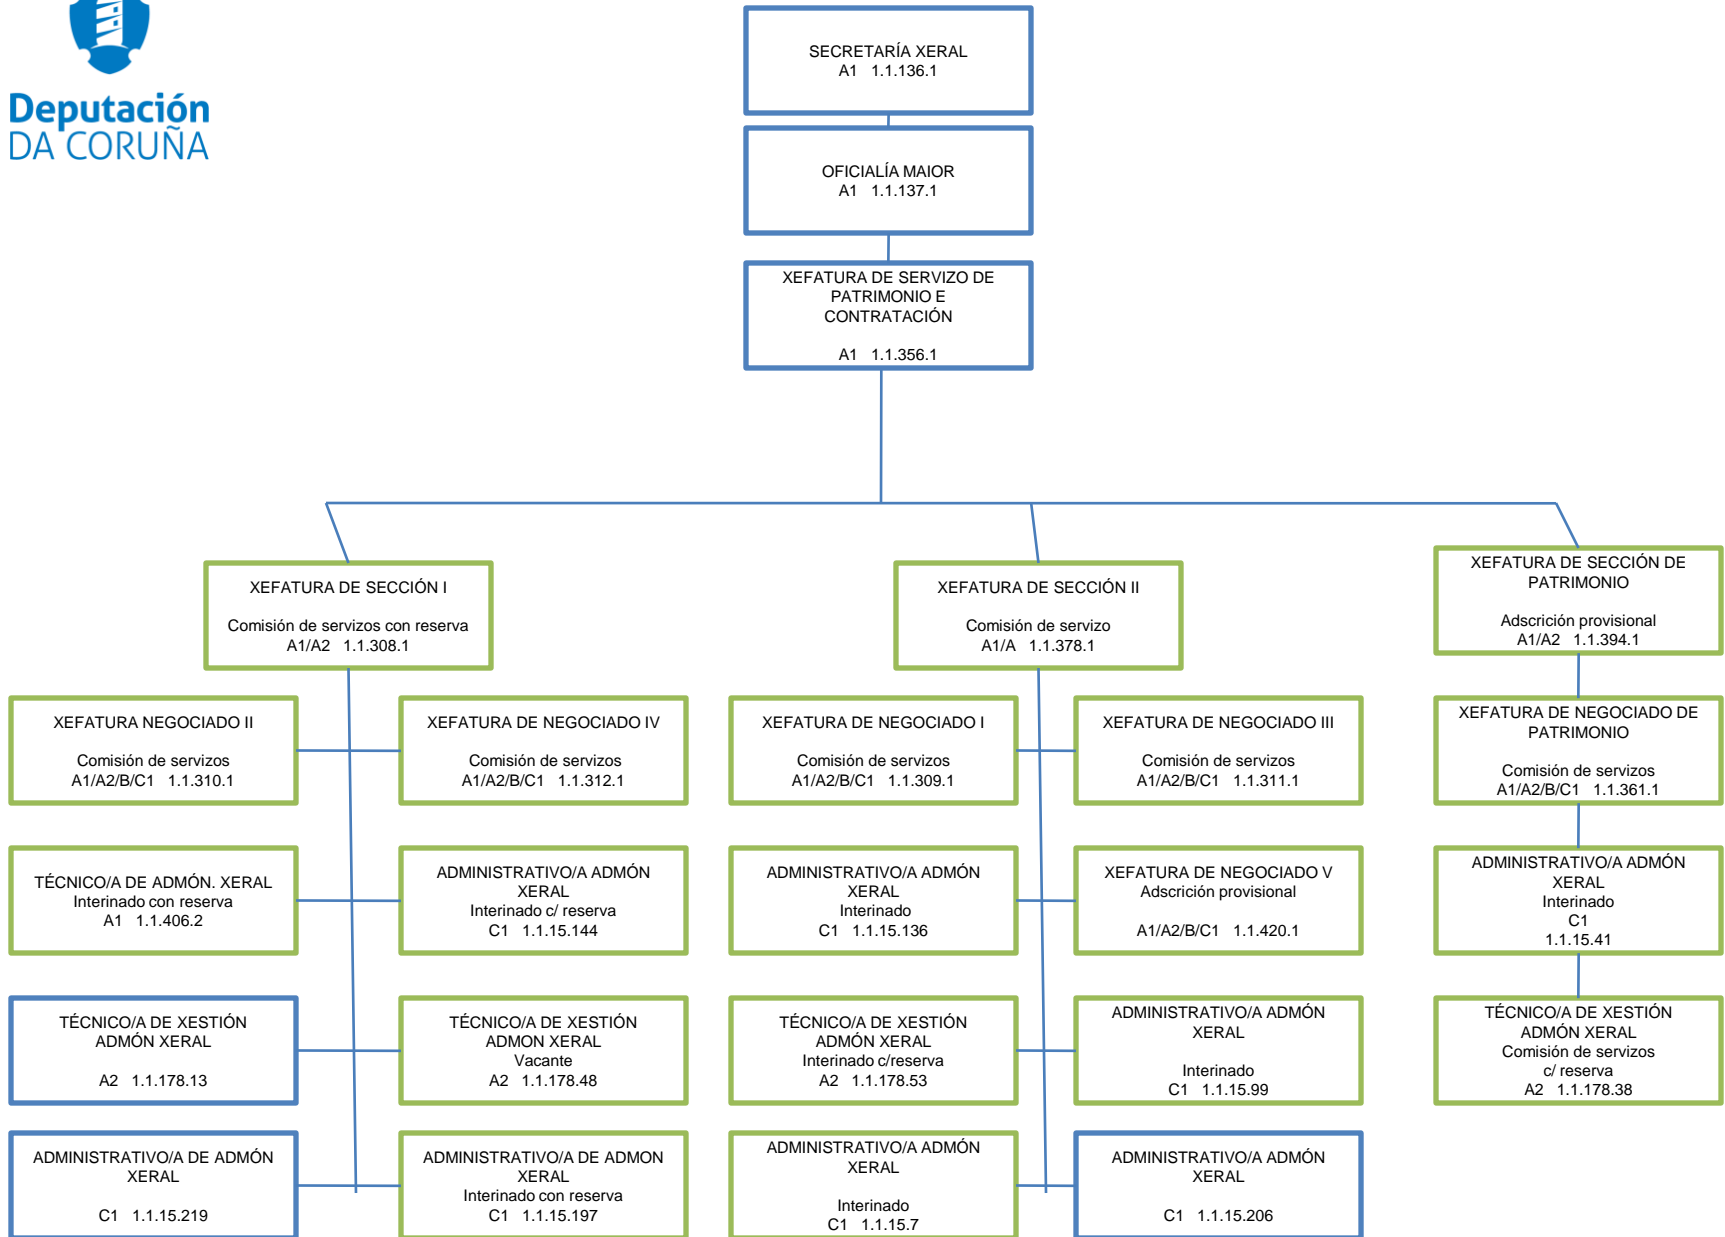 Deputación
DA CORUÑA
SECRETARÍA XERAL
A1 1.1.136.1
OFICIALÍA MAIOR
A1 1.1.137.1
XEFATURA DE SERVIZO DE
PATRIMONIO E
CONTRATACIÓN
A1 1.1.356.1
XEFATURA DE SECCIÓN I
Comisión de servizos con reserva
A1/A2 1.1.308.1
XEFATURA DE SECCIÓN II
Comisión de servizo
A1/A 1.1.378.1
XEFATURA DE SECCIÓN DE
PATRIMONIO
Adscrición provisional
A1/A2 1.1.394.1
XEFATURA NEGOCIADO II
Comisión de servizos
A1/A2/B/C1 1.1.310.1
XEFATURA DE NEGOCIADO IV
Comisión de servizos
A1/A2/B/C1 1.1.312.1
XEFATURA DE NEGOCIADO I
Comisión de servizos
A1/A2/B/C1 1.1.309.1
XEFATURA DE NEGOCIADO III
Comisión de servizos
A1/A2/B/C1 1.1.311.1
XEFATURA DE NEGOCIADO DE
PATRIMONIO
Comisión de servizos
A1/A2/B/C1 1.1.361.1
TÉCNICO/A DE ADMÓN. XERAL
Interinado con reserva
A1 1.1.406.2
ADMINISTRATIVO/A ADMÓN
XERAL
Interinado c/ reserva
C1 1.1.15.144
ADMINISTRATIVO/A ADMÓN
XERAL
Interinado
C1 1.1.15.136
XEFATURA DE NEGOCIADO V
Adscrición provisional
A1/A2/B/C1 1.1.420.1
ADMINISTRATIVO/A ADMÓN
XERAL
Interinado
C1
1.1.15.41
TÉCNICO/A DE XESTIÓN
ADMÓN XERAL
A2 1.1.178.13
TÉCNICO/A DE XESTIÓN
ADMON XERAL
Vacante
A2 1.1.178.48
TÉCNICO/A DE XESTIÓN
ADMÓN XERAL
Interinado c/reserva
A2 1.1.178.53
ADMINISTRATIVO/A ADMÓN
XERAL
Interinado
C1 1.1.15.99
TÉCNICO/A DE XESTIÓN
ADMÓN XERAL
Comisión de servizos
c/ reserva
A2 1.1.178.38
ADMINISTRATIVO/A DE ADMÓN
XERAL
C1 1.1.15.219
ADMINISTRATIVO/A DE ADMON
XERAL
Interinado con reserva
C1 1.1.15.197
ADMINISTRATIVO/A ADMÓN
XERAL
Interinado
C1 1.1.15.7
ADMINISTRATIVO/A ADMÓN
XERAL
C1 1.1.15.206